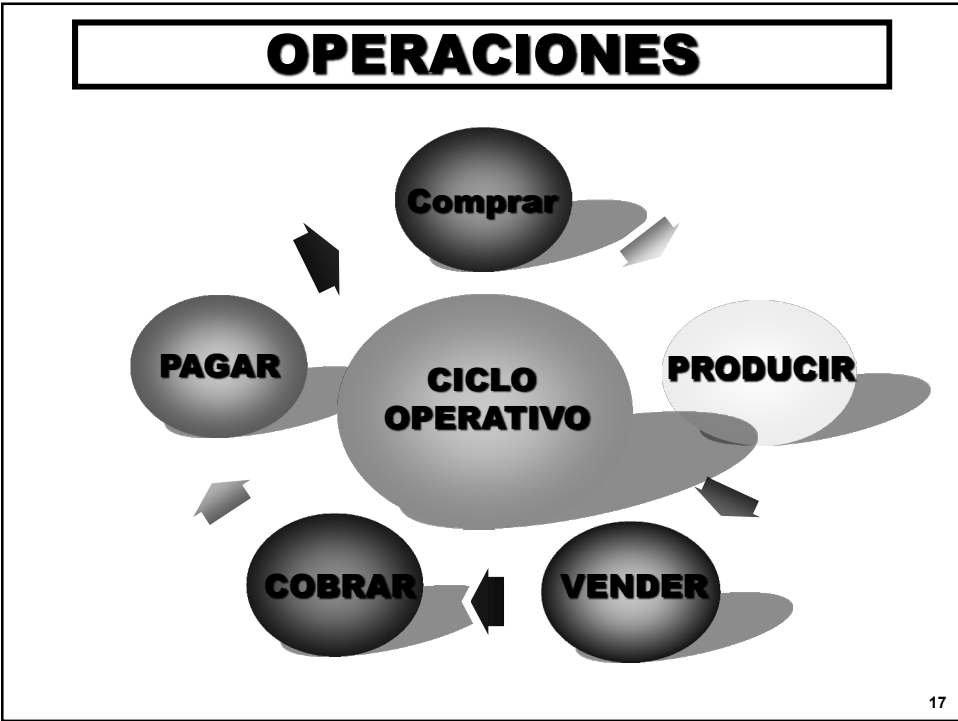 OPERACIONES
Comprar
PAGAR
CICLO
OPERATIVO
PRODUCIR
COBRAR
VENDER
17